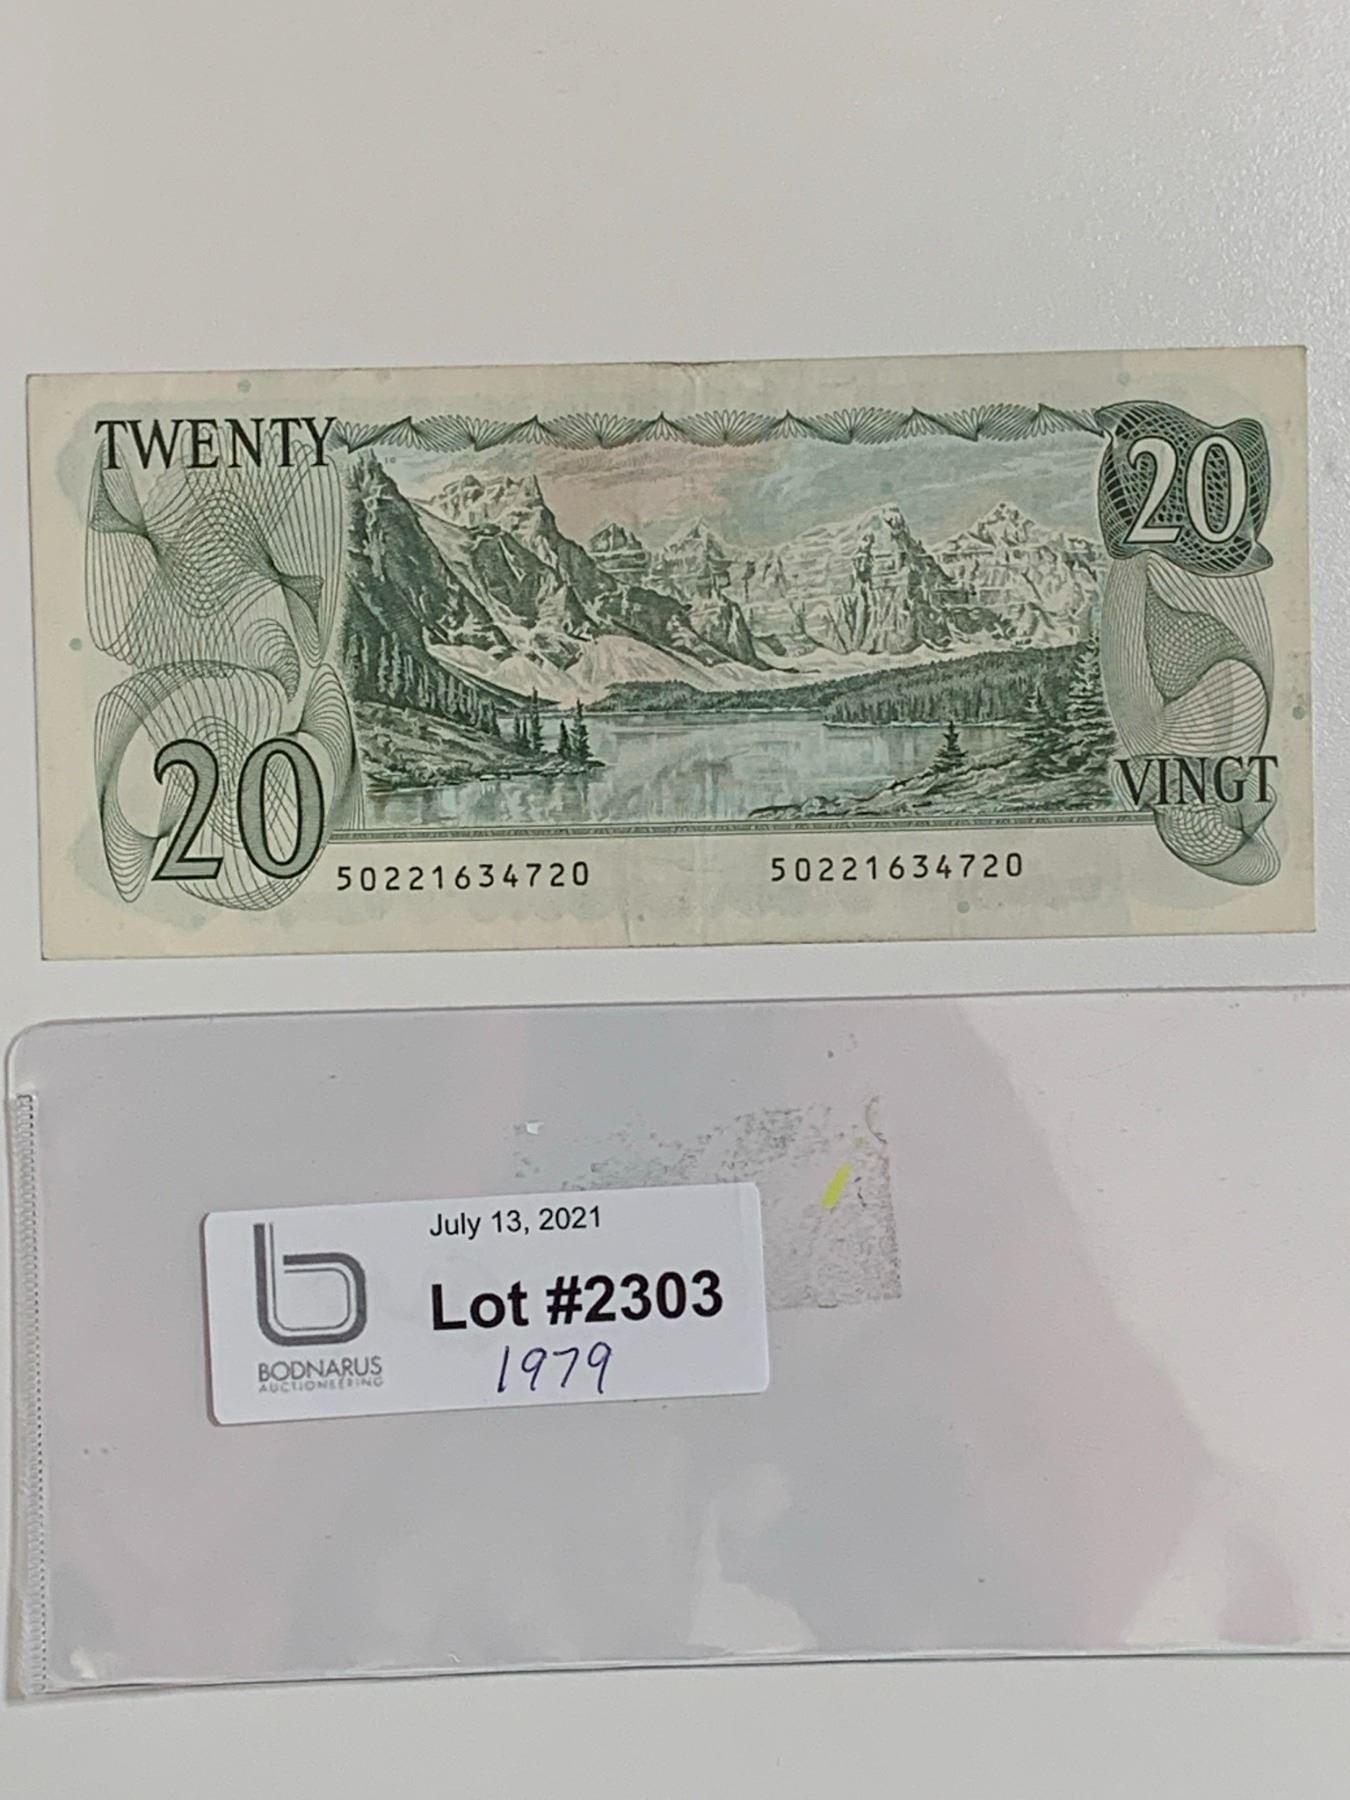 TWENTY
20
20
VINGT
50221634720
50221634720
July 13, 2021
Lot #2303
1979
BODNARUS
AUCTIONEERING